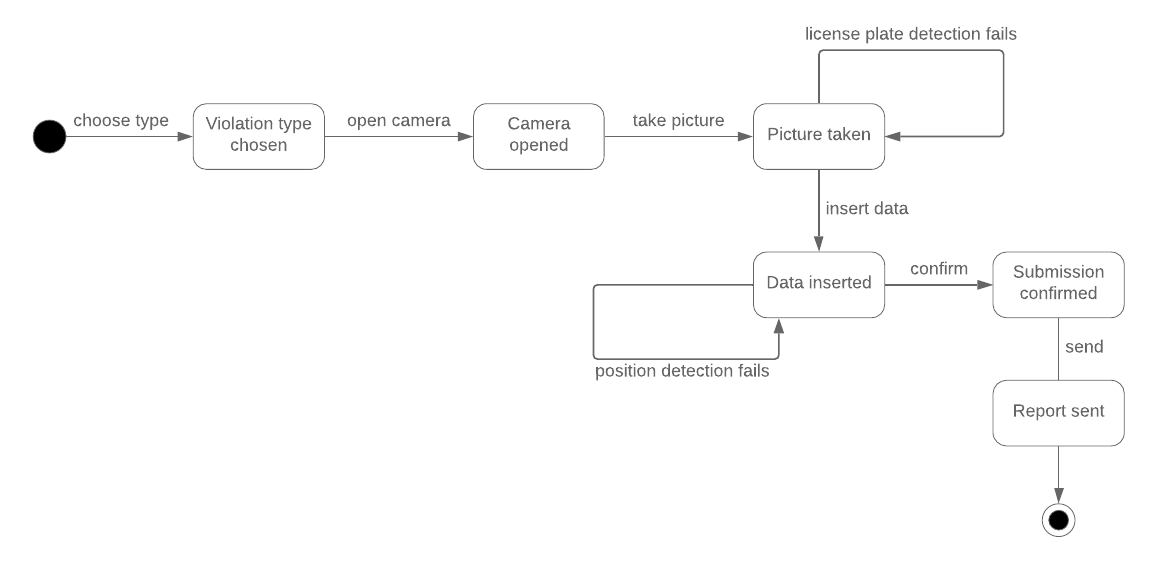 license plate detection fails
choose type
Violation type
chosen
open camera
Camera
opened
take picture
Picture taken
insert data
Data inserted
confirm
Submission
confirmed
position detection fails
send
Report sent